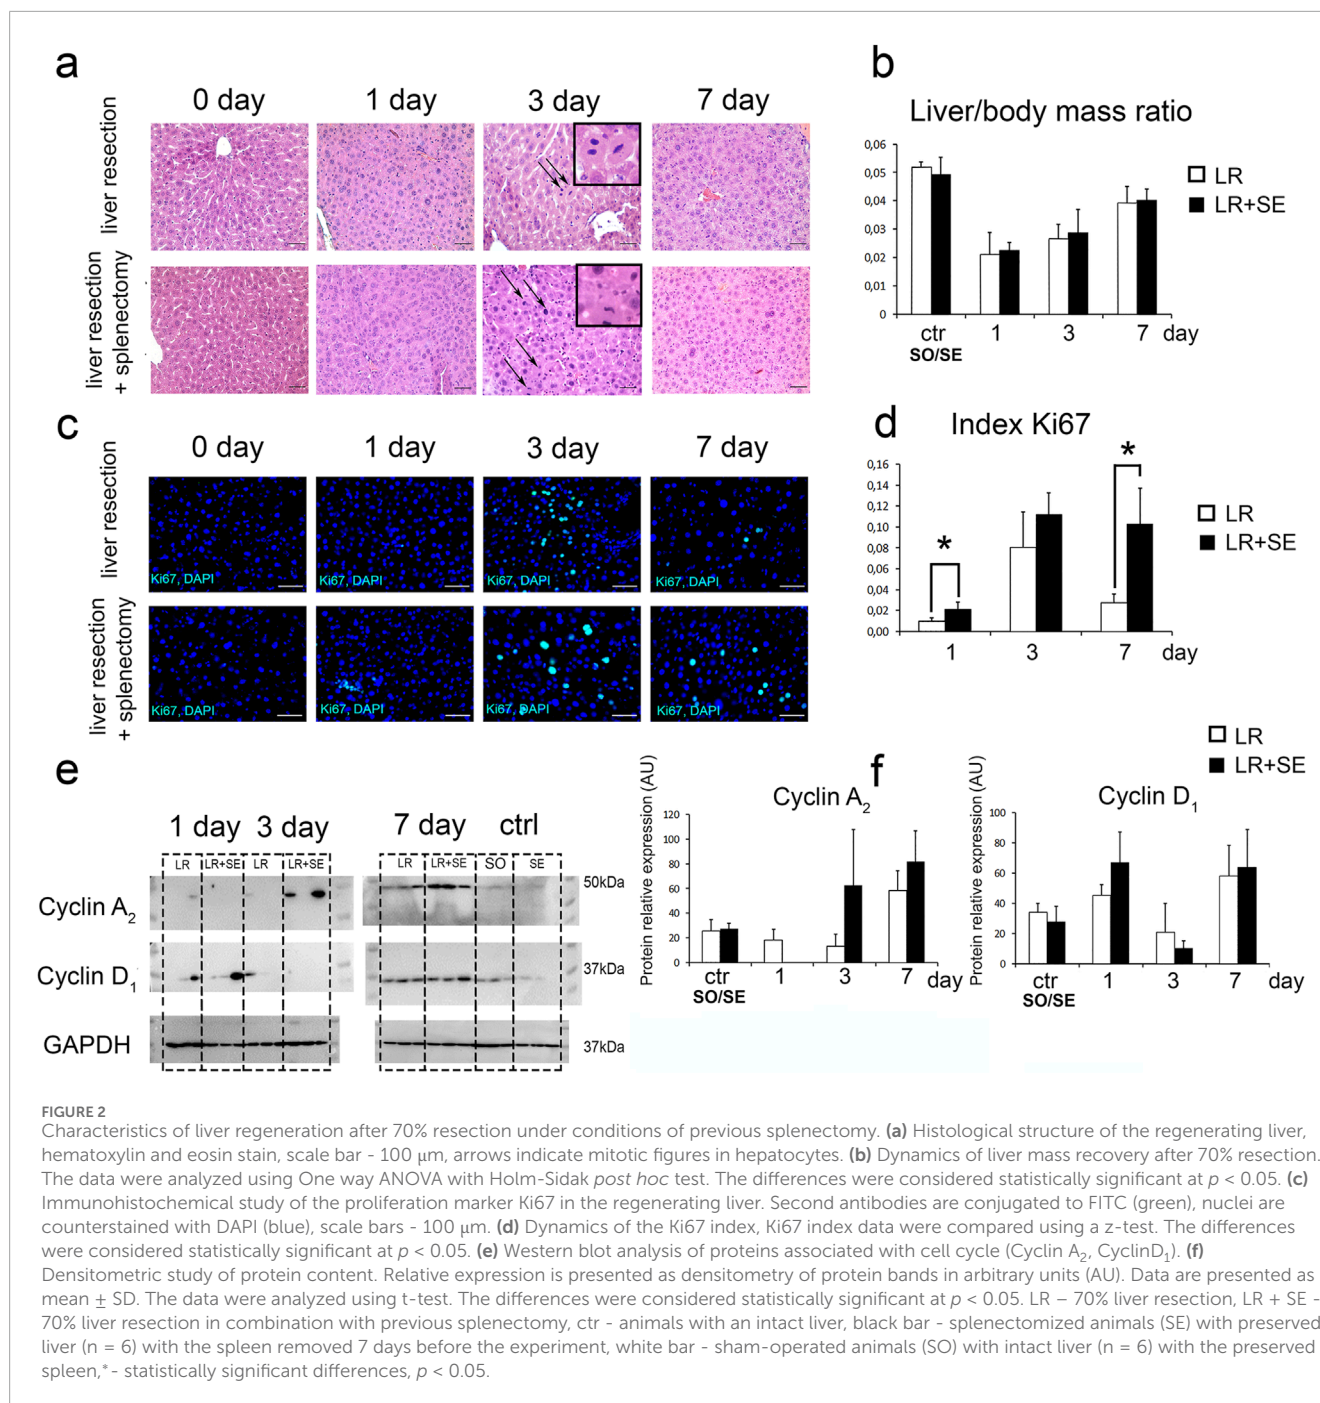 a
0 day
1 day
3 day
7 day
liver resection
liver resection
+ splenectomy
b
Liver/body mass ratio
0,06
0,05
0,04
0,03
0,02
0,01
0
ctr
SO/SE
1
3
7
day
LR
LR+SE
c
0 day
1 day
3 day
7 day
liver resection
Ki67, DAPI
Ki67, DAPI
Ki67, DAPI
Ki67, DAPI
liver resection
+ splenectomy
Ki67, DAPI
Ki67, DAPI
Ki67, DAPI
Ki67, DAPI
d
Index Ki67
0,16
0,14
0,12
0,10
0,08
0,06
0,04
0,02
0,00
*
*
1
3
7
day
LR
LR+SE
e
1 day
3 day
7 day
ctrl
LR
LR+SE
LR
LR+SE
LR
LR+SE
SO
SE
Cyclin A2
50kDa
Cyclin D1
37kDa
GAPDH
37kDa
f
LR
LR+SE
Cyclin A2
Protein relative expression (AU)
120
100
80
60
40
20
0
ctr
SO/SE
1
3
7
day
Cyclin D1
Protein relative expression (AU)
100
80
60
40
20
0
ctr
SO/SE
1
3
7
day
FIGURE 2
Characteristics of liver regeneration after 70% resection under conditions of previous splenectomy. (a) Histological structure of the regenerating liver,
hematoxylin and eosin stain, scale bar - 100 μm, arrows indicate mitotic figures in hepatocytes. (b) Dynamics of liver mass recovery after 70% resection.
The data were analyzed using One way ANOVA with Holm-Sidak post hoc test. The differences were considered statistically significant at p < 0.05. (c)
Immunohistochemical study of the proliferation marker Ki67 in the regenerating liver. Second antibodies are conjugated to FITC (green), nuclei are
counterstained with DAPI (blue), scale bars - 100 μm. (d) Dynamics of the Ki67 index, Ki67 index data were compared using a z-test. The differences
were considered statistically significant at p < 0.05. (e) Western blot analysis of proteins associated with cell cycle (Cyclin A2, CyclinD1). (f)
Densitometric study of protein content. Relative expression is presented as densitometry of protein bands in arbitrary units (AU). Data are presented as
mean ± SD. The data were analyzed using t-test. The differences were considered statistically significant at p < 0.05. LR – 70% liver resection, LR + SE -
70% liver resection in combination with previous splenectomy, ctr - animals with an intact liver, black bar - splenectomized animals (SE) with preserved
liver (n = 6) with the spleen removed 7 days before the experiment, white bar - sham-operated animals (SO) with intact liver (n = 6) with the preserved
spleen,*- statistically significant differences, p < 0.05.